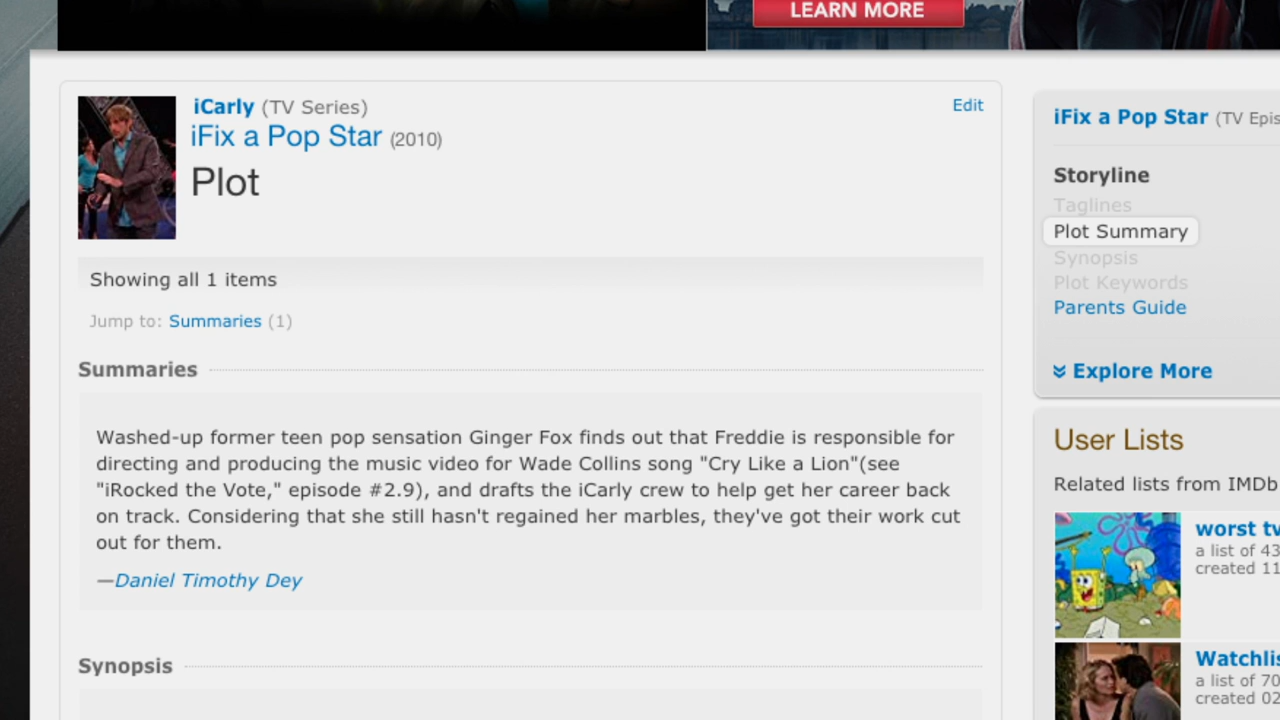 LEARN MORE
iCarly (TV Series)
Edit
iFix a Pop Star (2010)
Plot
Showing all 1 items
Jump to: Summaries (1)
Summaries
Washed-up former teen pop sensation Ginger Fox finds out that Freddie is responsible for
directing and producing the music video for Wade Collins song "Cry Like a Lion"(see
"iRocked the Vote," episode #2.9), and drafts the iCarly crew to help get her career back
on track. Considering that she still hasn't regained her marbles, they've got their work cut
out for them.
—Daniel Timothy Dey
Synopsis
iFix a Pop Star (TV Epis
Storyline
Taglines
Plot Summary
Synopsis
Plot Keywords
Parents Guide
Explore More
User Lists
Related lists from IMDb
worst tv
a list of 43
created 11
Watchlis
a list of 70
created 02